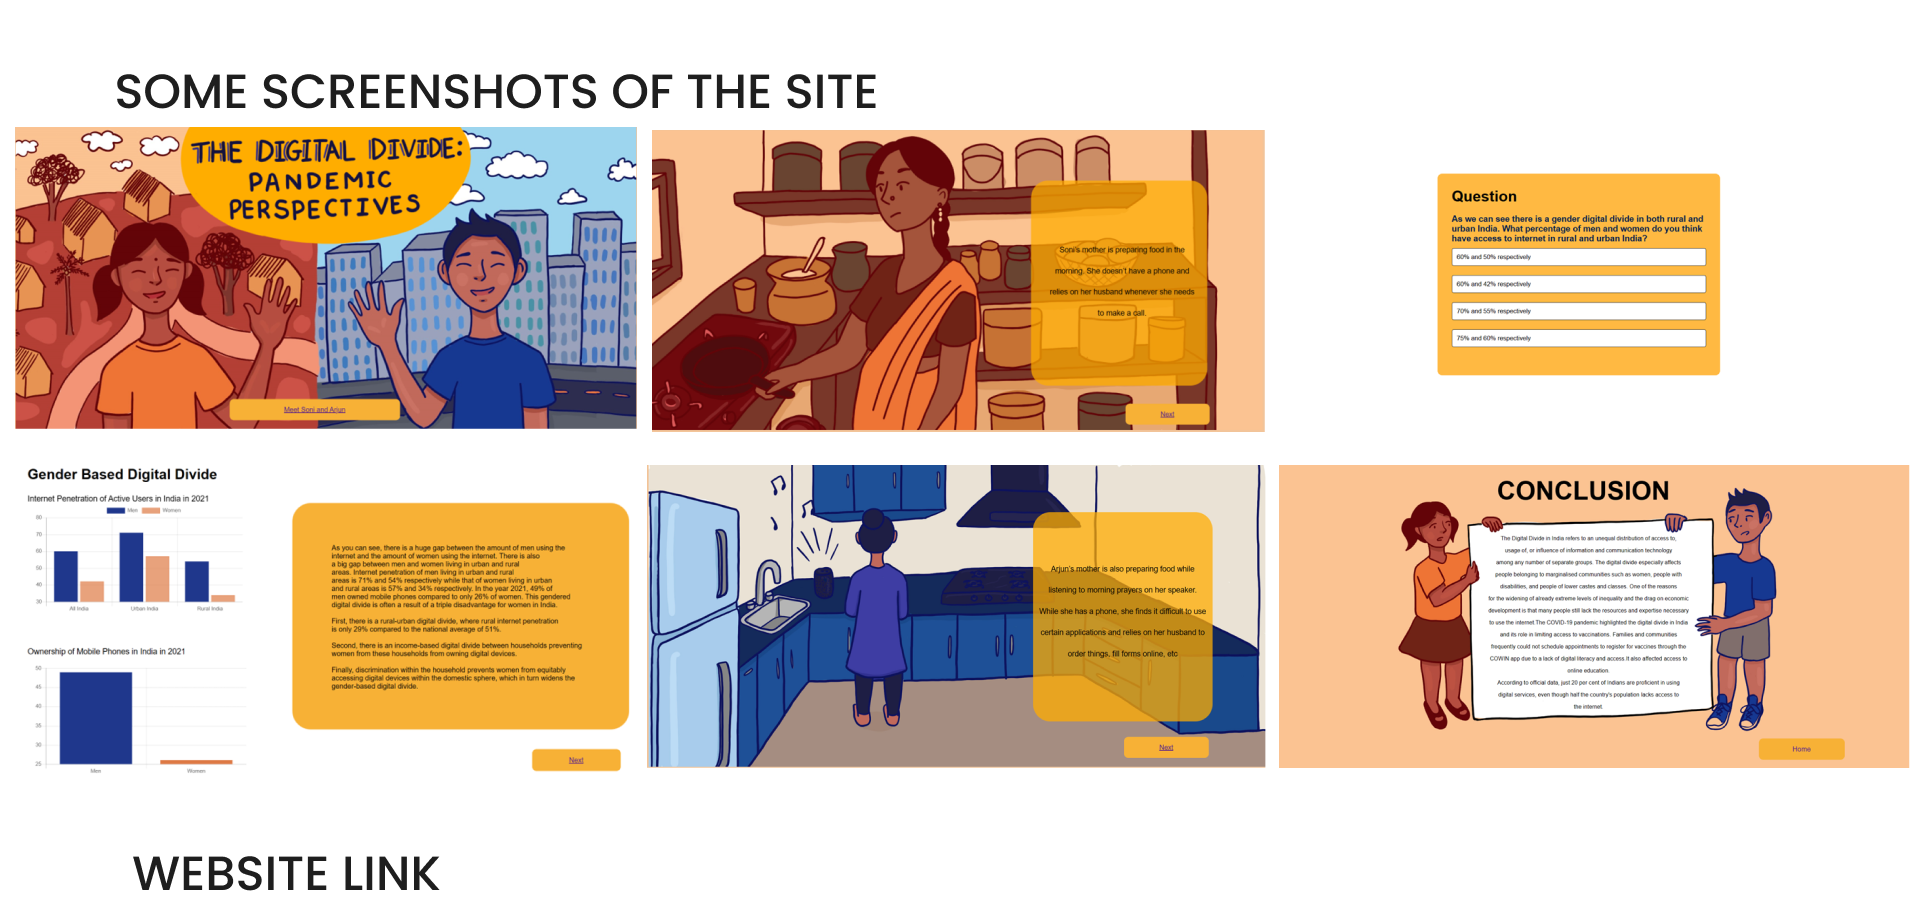 SOME SCREENSHOTS OF THE SITE
THE DIGITAL DIVIDE:
PANDEMIC
PERSPECTIVES
Meet Soni and Arjun
Soni's mother is preparing food in the
morning. She doesn't have a phone and
relies on her husband whenever she needs
to make a call.
Next
Question
As we can see there is a gender digital divide in both rural and
urban India. What percentage of men and women do you think
have access to internet in rural and urban India?
60% and 50% respectively
60% and 42% respectively
70% and 55% respectively
75% and 60% respectively
Gender Based Digital Divide
Internet Penetration of Active Users in India in 2021
Men Women
80
70
60
50
40
30
All India Urban India Rural India
Ownership of Mobile Phones in India in 2021
50
45
40
35
30
25
Men Women
As you can see, there is a huge gap between the amount of men using the
internet and the amount of women using the internet. There is also
a big gap between men and women living in urban and rural
areas. Internet penetration of men living in urban and rural
areas is 71% and 54% respectively while that of women living in urban
and rural areas is 57% and 34% respectively. In the year 2021, 49% of
men owned mobile phones compared to only 26% of women. This gendered
digital divide is often a result of a triple disadvantage for women in India.
First, there is a rural-urban digital divide, where rural internet penetration
is only 29% compared to the national average of 51%.
Second, there is an income-based digital divide between households preventing
women from these households from owning digital devices.
Finally, discrimination within the household prevents women from equitably
accessing digital devices within the domestic sphere, which in turn widens the
gender-based digital divide.
Next
Arjun's mother is also preparing food while
listening to morning prayers on her speaker.
While she has a phone, she finds it difficult to use
certain applications and relies on her husband to
order things, fill forms online, etc
Next
CONCLUSION
The Digital Divide in India refers to an unequal distribution of access to,
usage of, or influence of information and communication technology
among any number of separate groups. The digital divide especially affects
people belonging to marginalised communities such as women, people with
disabilities, and people of lower castes and classes. One of the reasons
for the widening of already extreme levels of inequality and the drag on economic
development is that many people still lack the resources and expertise necessary
to use the internet.The COVID-19 pandemic highlighted the digital divide in India
and its role in limiting access to vaccinations. Families and communities
frequently could not schedule appointments to register for vaccines through the
COWIN app due to a lack of digital literacy and access.It also affected access to
online education.
According to official data, just 20 per cent of Indians are proficient in using
digital services, even though half the country's population lacks access to
the internet.
Home
WEBSITE LINK